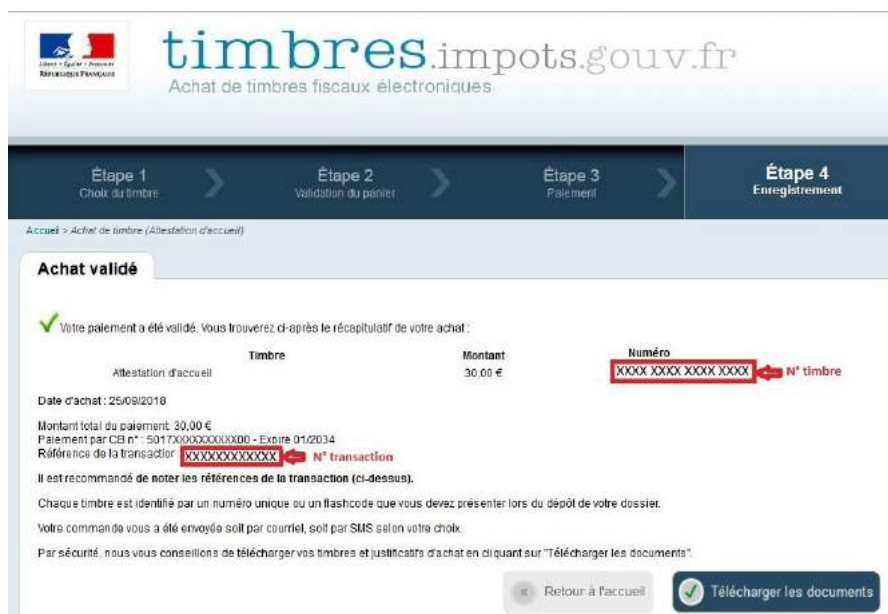 Liberté • Égalité • Fraternité
RÉPUBLIQUE FRANÇAISE
timbres.impots.gouv.fr
Achat de timbres fiscaux électroniques
Étape 1
Choix du timbre
Étape 2
Validation du panier
Étape 3
Paiement
Étape 4
Enregistrement
Accueil > Achat de timbre (Attestation d'accueil)
Achat validé
Votre paiement a été validé. Vous trouverez ci-après le récapitulatif de votre achat :
Timbre Montant Numéro
Attestation d'accueil 30,00 € XXXX XXXX XXXX XXXX N° timbre
Date d'achat : 25/09/2018
Montant total du paiement: 30,00 €
Paiement par CB n° : 5017XXXXXXXXXX00 - Expire 01/2034
Référence de la transaction XXXXXXXXXXXX N° transaction
Il est recommandé de noter les références de la transaction (ci-dessus).
Chaque timbre est identifié par un numéro unique ou un flashcode que vous devez présenter lors du dépôt de votre dossier.
Votre commande vous a été envoyée soit par courriel, soit par SMS selon votre choix.
Par sécurité, nous vous conseillons de télécharger vos timbres et justificatifs d'achat en cliquant sur "Télécharger les documents".
Retour à l'accueil Télécharger les documents